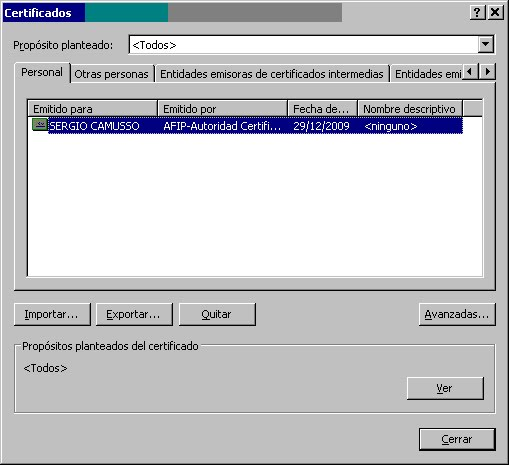 Certificados
Propósito planteado: <Todos>
Personal Otras personas Entidades emisoras de certificados intermedias Entidades emi
Emitido para Emitido por Fecha de... Nombre descriptivo
SERGIO CAMUSSO AFIP-Autoridad Certifi... 29/12/2009 <ninguno>
Importar... Exportar... Quitar Avanzadas...
Propósitos planteados del certificado
<Todos>
Ver
Cerrar